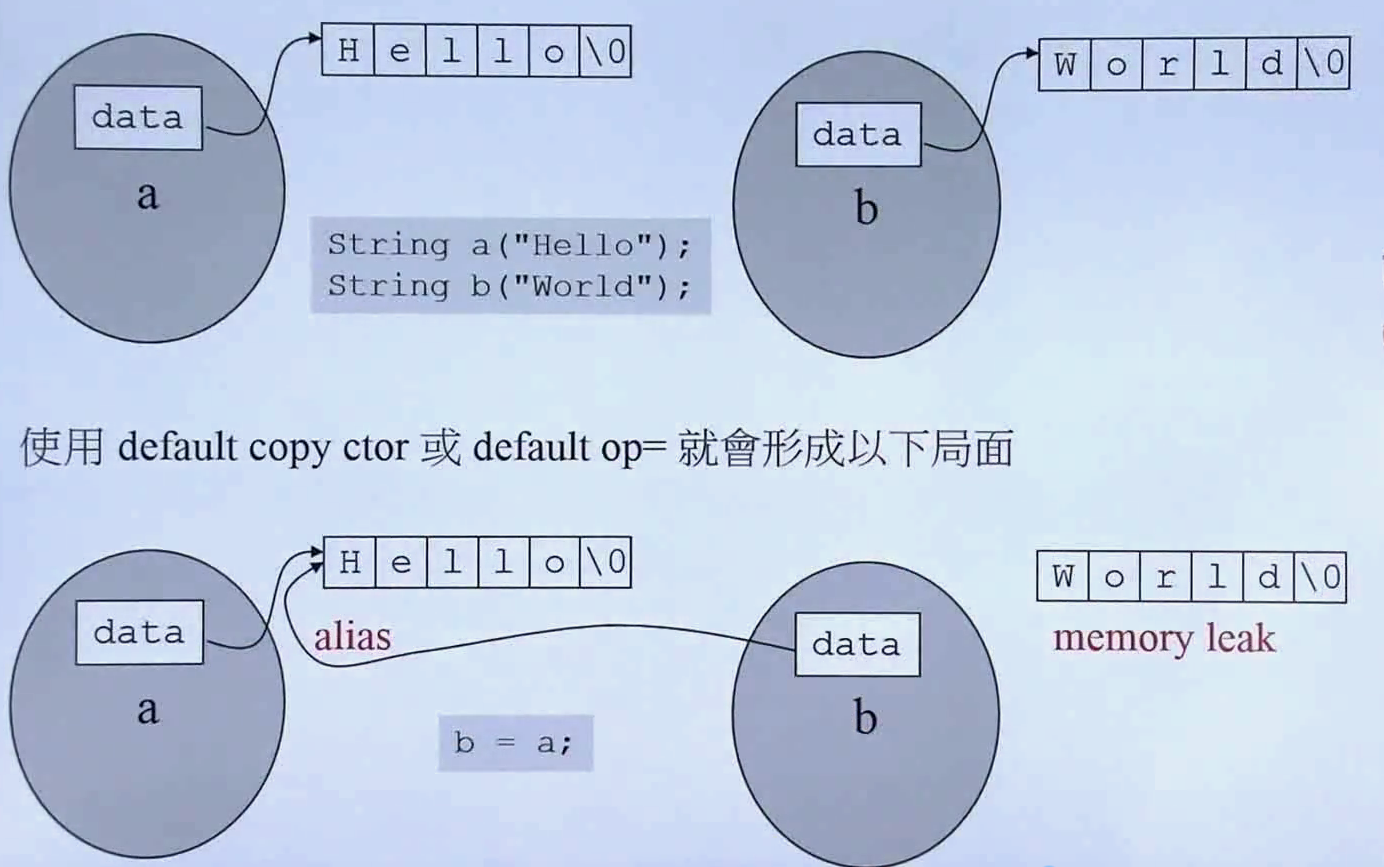 H e l l o \0
W o r l d \0
data
data
a
b
String a("Hello");
String b("World");
使用 default copy ctor 或 default op= 就會形成以下局面
H e l l o \0
W o r l d \0
data
alias
data
memory leak
a
b
b = a;